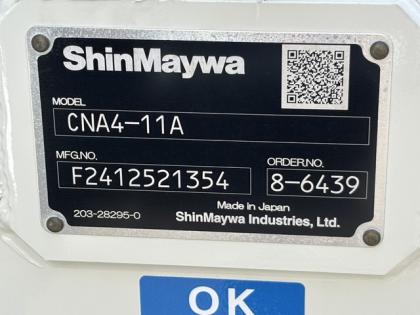 ShinMaywa
MODEL
CNA4-11A
MFG.NO. ORDER.NO.
F2412521354 8-6439
203-28295-0 Made in Japan
ShinMaywa Industries, Ltd.
OK